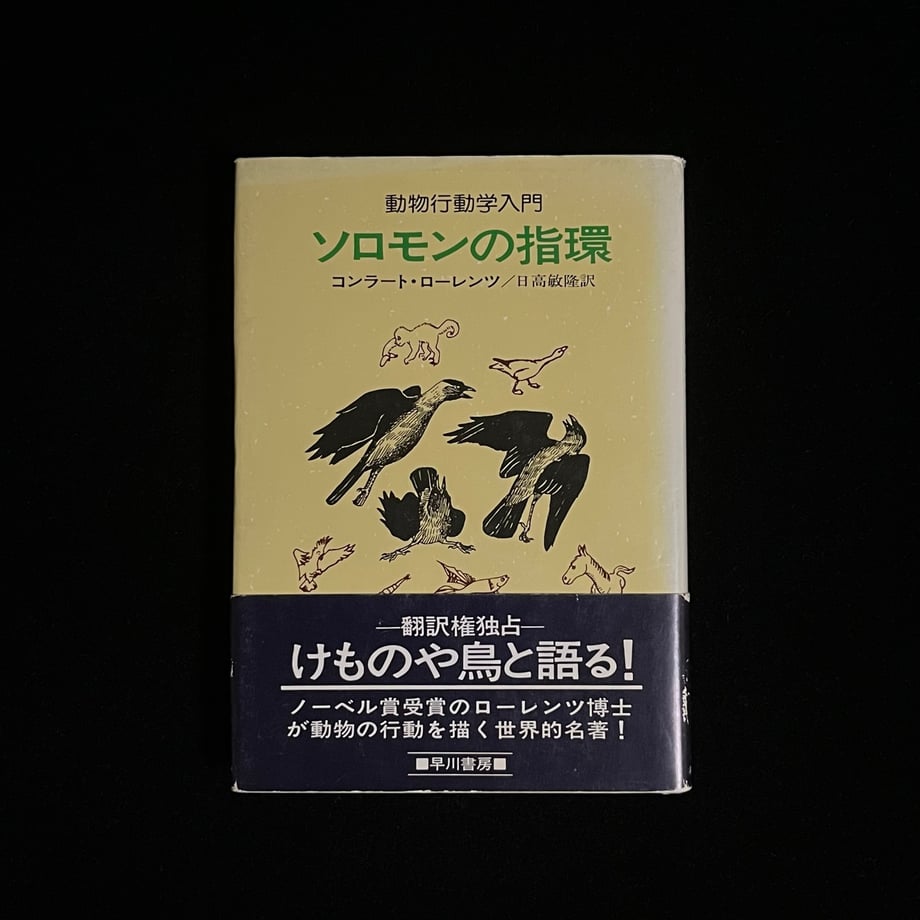 動物行動学入門
ソロモンの指環
コンラート・ローレンツ/日高敏隆訳
—翻訳権独占—
けものや鳥と語る!
ノーベル賞受賞のローレンツ博士
が動物の行動を描く世界的名著!
■早川書房■